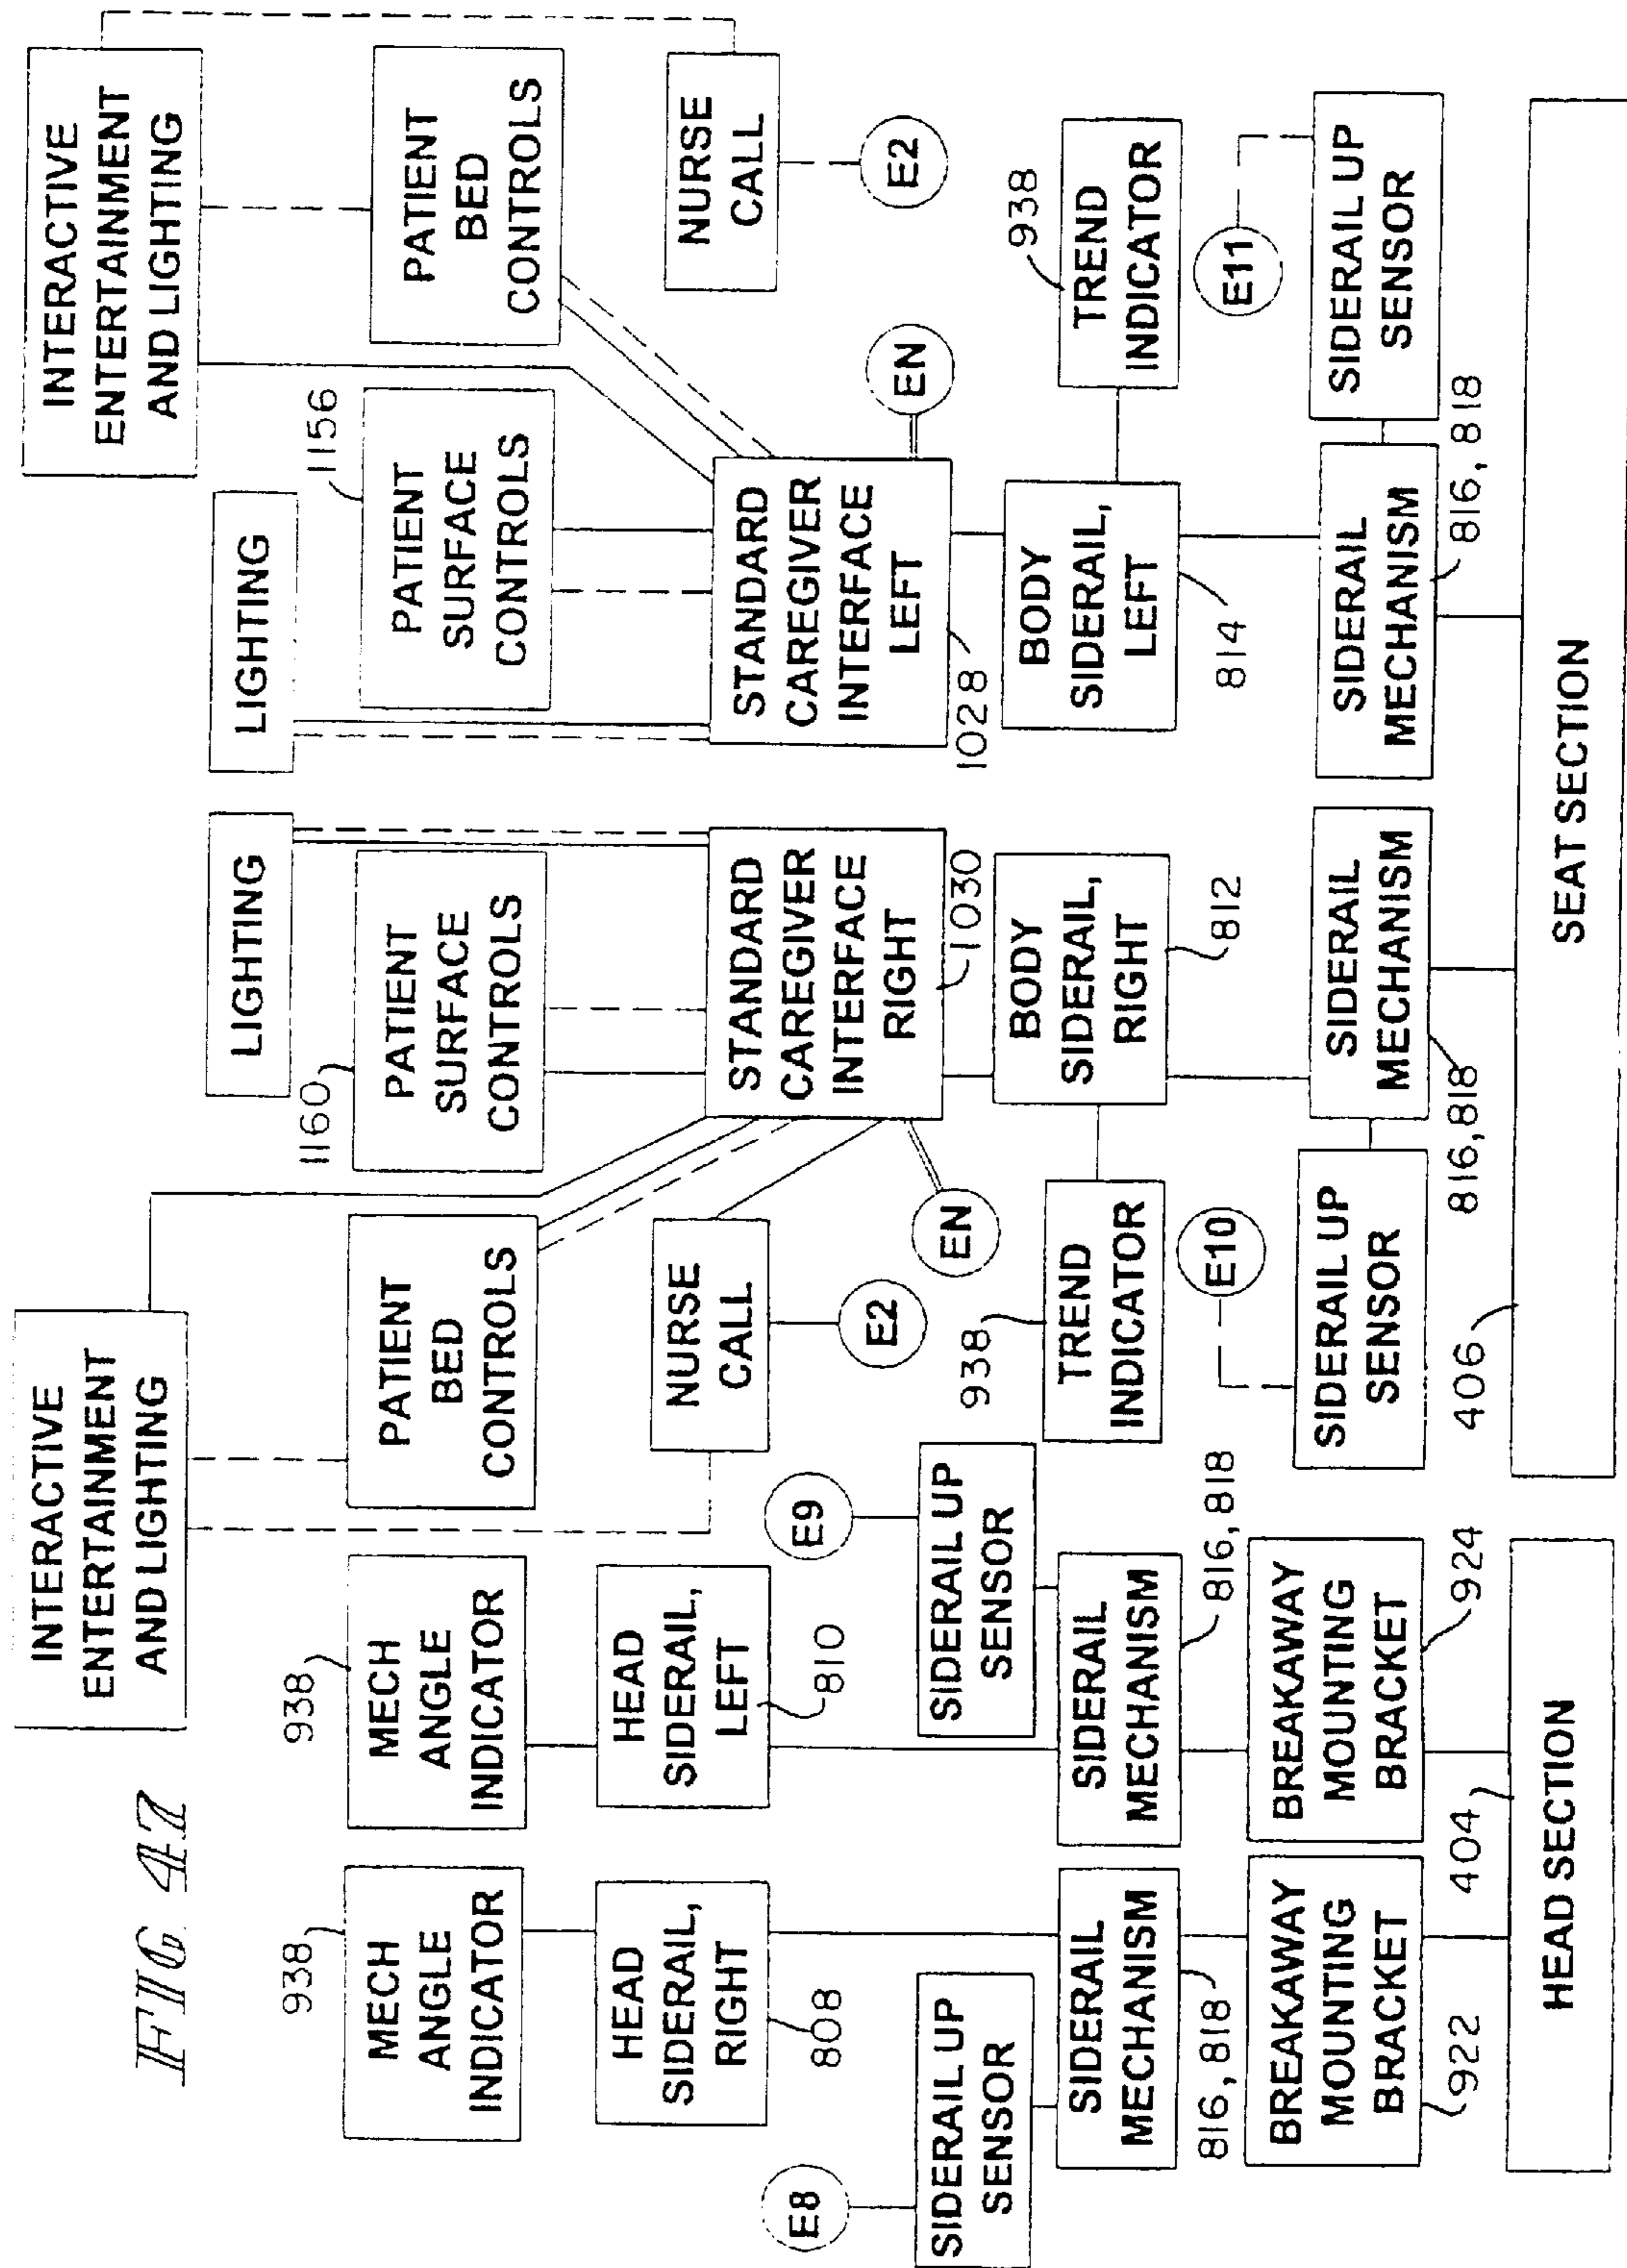 FIG 47
INTERACTIVE
ENTERTAINMENT
AND LIGHTING
938
MECH
ANGLE
INDICATOR
938
MECH
ANGLE
INDICATOR
PATIENT
BED
CONTROLS
1160
PATIENT
SURFACE
CONTROLS
LIGHTING
LIGHTING
1156
PATIENT
SURFACE
CONTROLS
INTERACTIVE
ENTERTAINMENT
AND LIGHTING
PATIENT
BED
CONTROLS
HEAD
SIDERAIL,
RIGHT
808
HEAD
SIDERAIL,
LEFT
810
NURSE
CALL
E2
STANDARD
CAREGIVER
INTERFACE
RIGHT
1030
EN
STANDARD
CAREGIVER
INTERFACE
LEFT
1028
EN
NURSE
CALL
E2
E8
SIDERAIL UP
SENSOR
E9
SIDERAIL UP
SENSOR
938
TREND
INDICATOR
BODY
SIDERAIL,
RIGHT
812
BODY
SIDERAIL,
LEFT
814
938
TREND
INDICATOR
SIDERAIL
MECHANISM
816, 818
SIDERAIL
MECHANISM
816, 818
E10
SIDERAIL UP
SENSOR
SIDERAIL
MECHANISM
816, 818
SIDERAIL
MECHANISM
816, 818
E11
SIDERAIL UP
SENSOR
BREAKAWAY
MOUNTING
BRACKET
922
BREAKAWAY
MOUNTING
BRACKET
924
404
HEAD SECTION
406
SEAT SECTION